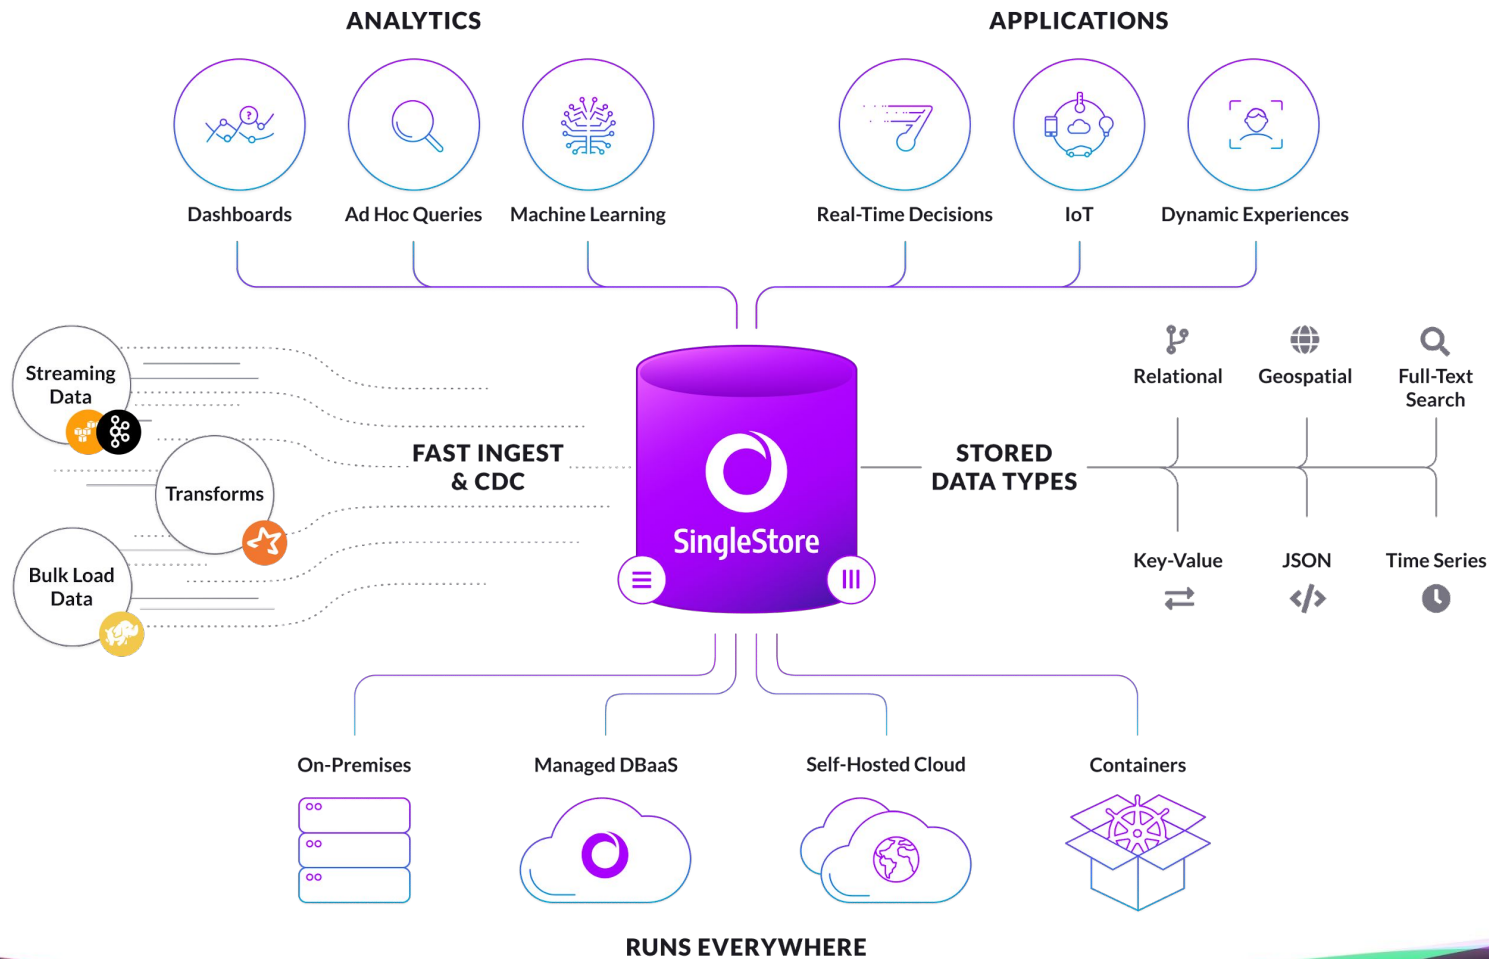 ANALYTICS
APPLICATIONS
?
Dashboards
Ad Hoc Queries
Machine Learning
Real-Time Decisions
IoT
Dynamic Experiences
Streaming
Data
Transforms
Bulk Load
Data
FAST INGEST
& CDC
SingleStore
STORED
DATA TYPES
Relational
Geospatial
Full-Text
Search
Key-Value
JSON
Time Series
On-Premises
Managed DBaaS
Self-Hosted Cloud
Containers
RUNS EVERYWHERE